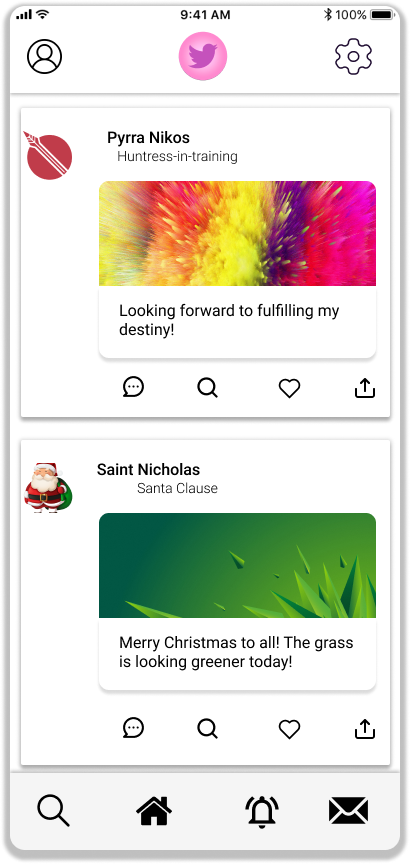 9:41 AM
100%
Pyrra Nikos
Huntress-in-training
Looking forward to fulfilling my
destiny!
Saint Nicholas
Santa Clause
Merry Christmas to all! The grass
is looking greener today!